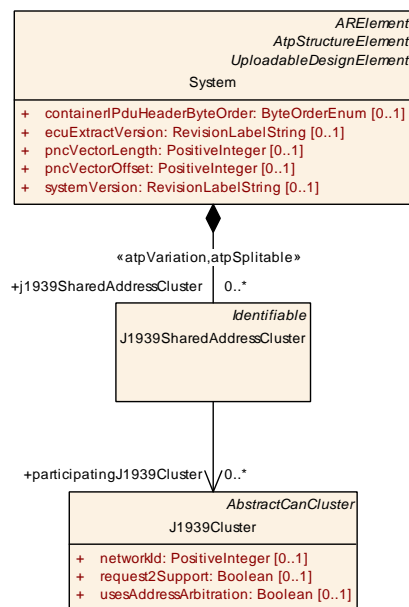 ARElement
AtpStructureElement
UploadableDesignElement
System
+ containerIPduHeaderByteOrder: ByteOrderEnum [0..1]
+ ecuExtractVersion: RevisionLabelString [0..1]
+ pncVectorLength: PositiveInteger [0..1]
+ pncVectorOffset: PositiveInteger [0..1]
+ systemVersion: RevisionLabelString [0..1]
«atpVariation,atpSplitable»
+j1939SharedAddressCluster 0..*
Identifiable
J1939SharedAddressCluster
+participatingJ1939Cluster 0..*
AbstractCanCluster
J1939Cluster
+ networkId: PositiveInteger [0..1]
+ request2Support: Boolean [0..1]
+ usesAddressArbitration: Boolean [0..1]